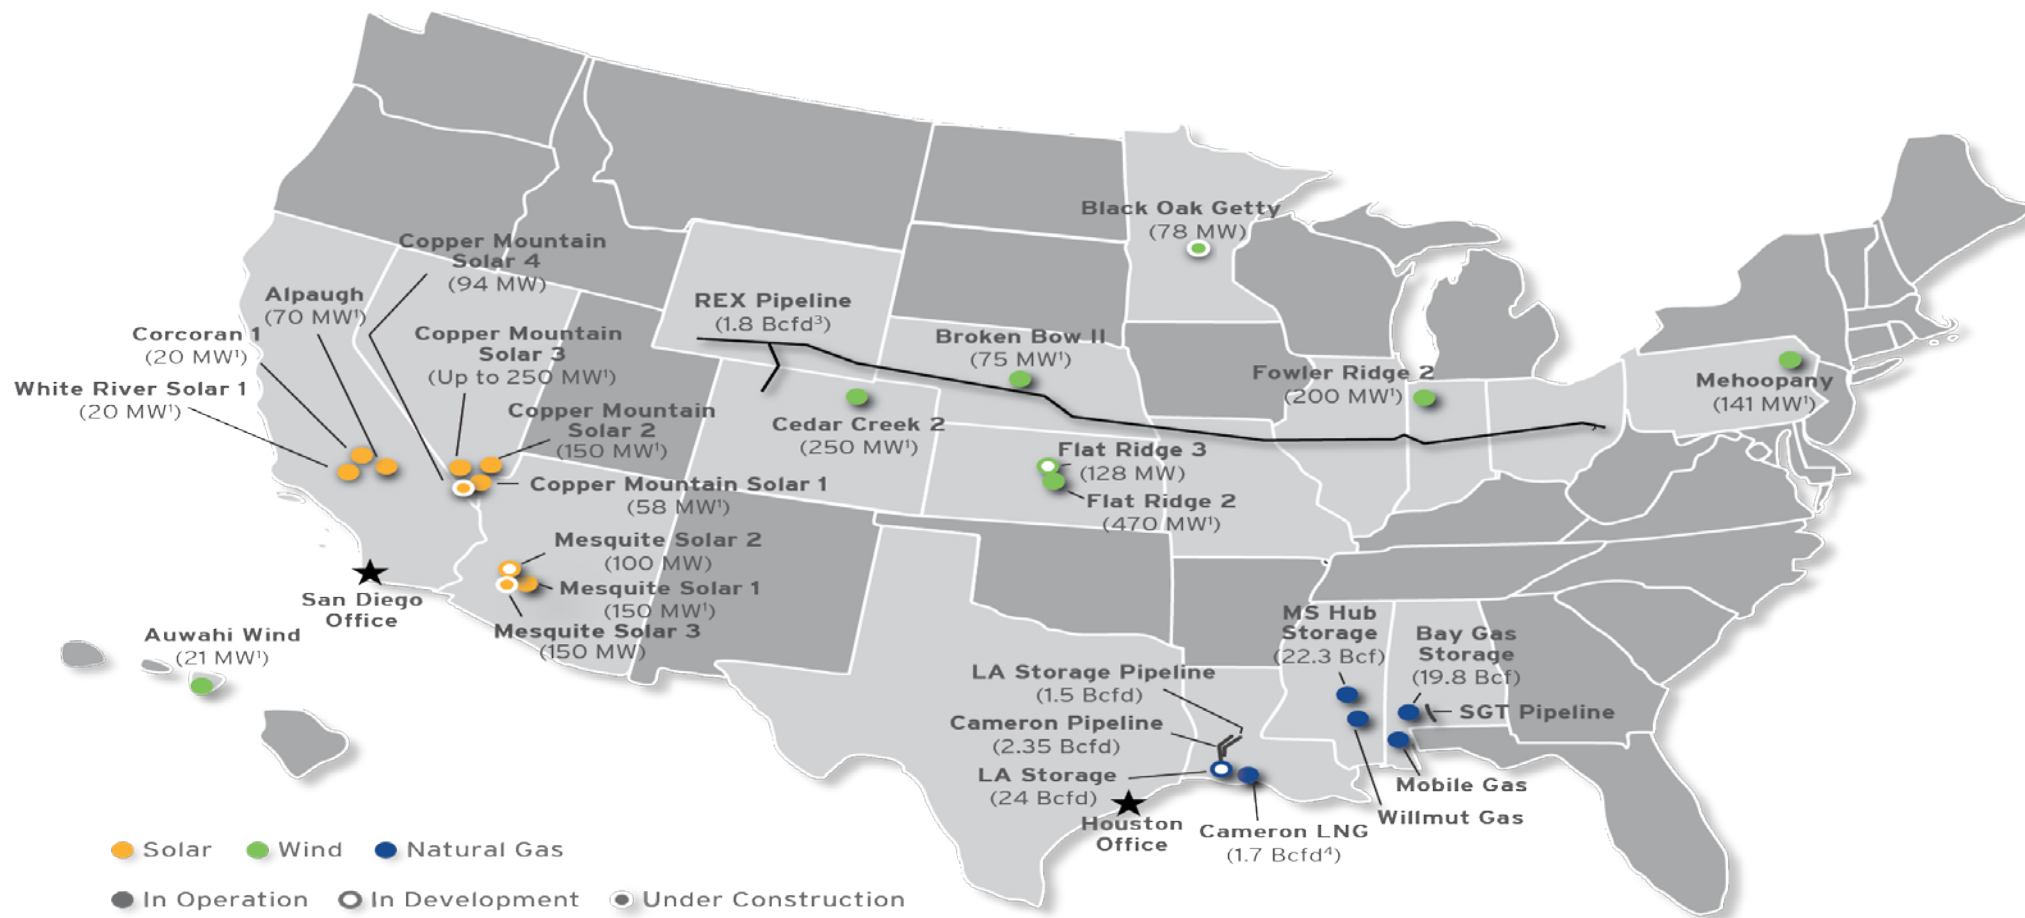 Black Oak Getty
(78 MW)
Copper Mountain
Solar 4
(94 MW)
Alpaugh
(70 MW¹)
Corcoran 1
(20 MW¹)
White River Solar 1
(20 MW¹)
Copper Mountain
Solar 3
(Up to 250 MW¹)
Copper Mountain
Solar 2
(150 MW¹)
Copper Mountain Solar 1
(58 MW¹)
REX Pipeline
(1.8 Bcfd³)
Broken Bow II
(75 MW¹)
Cedar Creek 2
(250 MW¹)
Fowler Ridge 2
(200 MW¹)
Mehoopany
(141 MW¹)
Flat Ridge 3
(128 MW)
Flat Ridge 2
(470 MW¹)
Mesquite Solar 2
(100 MW)
Mesquite Solar 1
(150 MW¹)
Mesquite Solar 3
(150 MW)
San Diego
Office
Auwahi Wind
(21 MW¹)
MS Hub
Storage
(22.3 Bcf)
Bay Gas
Storage
(19.8 Bcf)
SGT Pipeline
LA Storage Pipeline
(1.5 Bcfd)
Cameron Pipeline
(2.35 Bcfd)
LA Storage
(24 Bcfd)
Mobile Gas
Willmut Gas
Houston
Office
Cameron LNG
(1.7 Bcfd⁴)
Solar Wind Natural Gas
In Operation In Development Under Construction